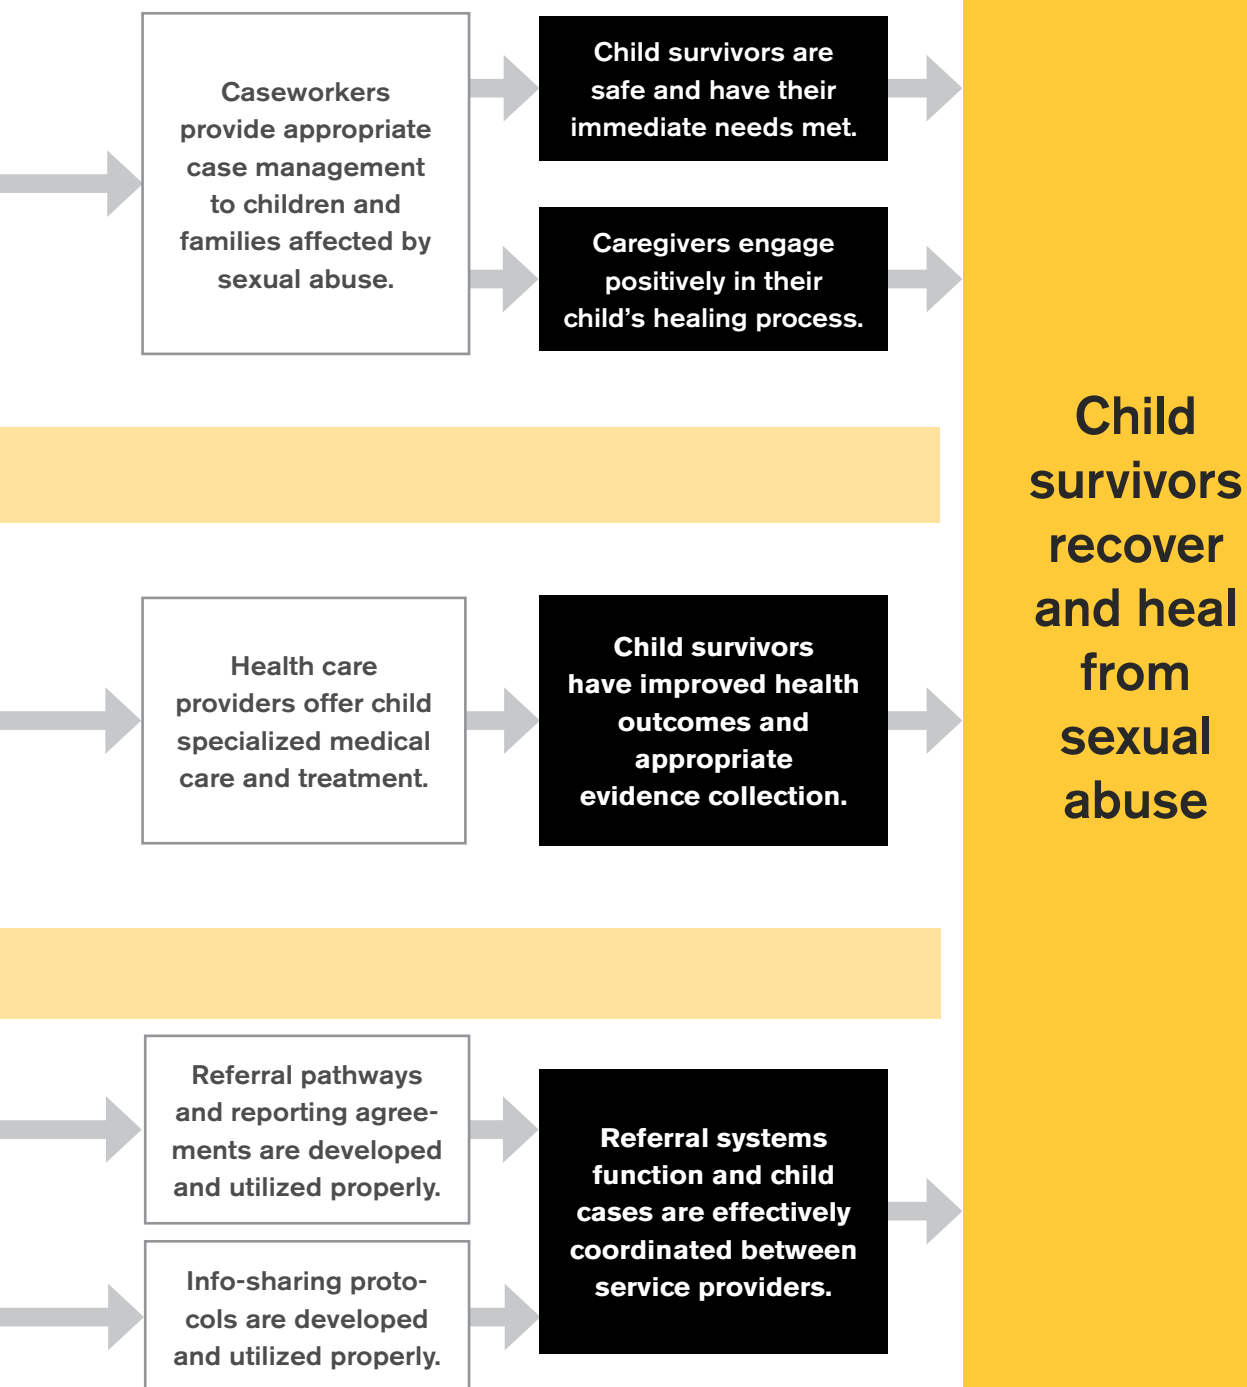 Caseworkers
provide appropriate
case management
to children and
families affected by
sexual abuse.
Child survivors are
safe and have their
immediate needs met.
Caregivers engage
positively in their
child’s healing process.
Health care
providers offer child
specialized medical
care and treatment.
Child survivors
have improved health
outcomes and
appropriate
evidence collection.
Referral pathways
and reporting agree-
ments are developed
and utilized properly.
Info-sharing proto-
cols are developed
and utilized properly.
Referral systems
function and child
cases are effectively
coordinated between
service providers.
Child
survivors
recover
and heal
from
sexual
abuse